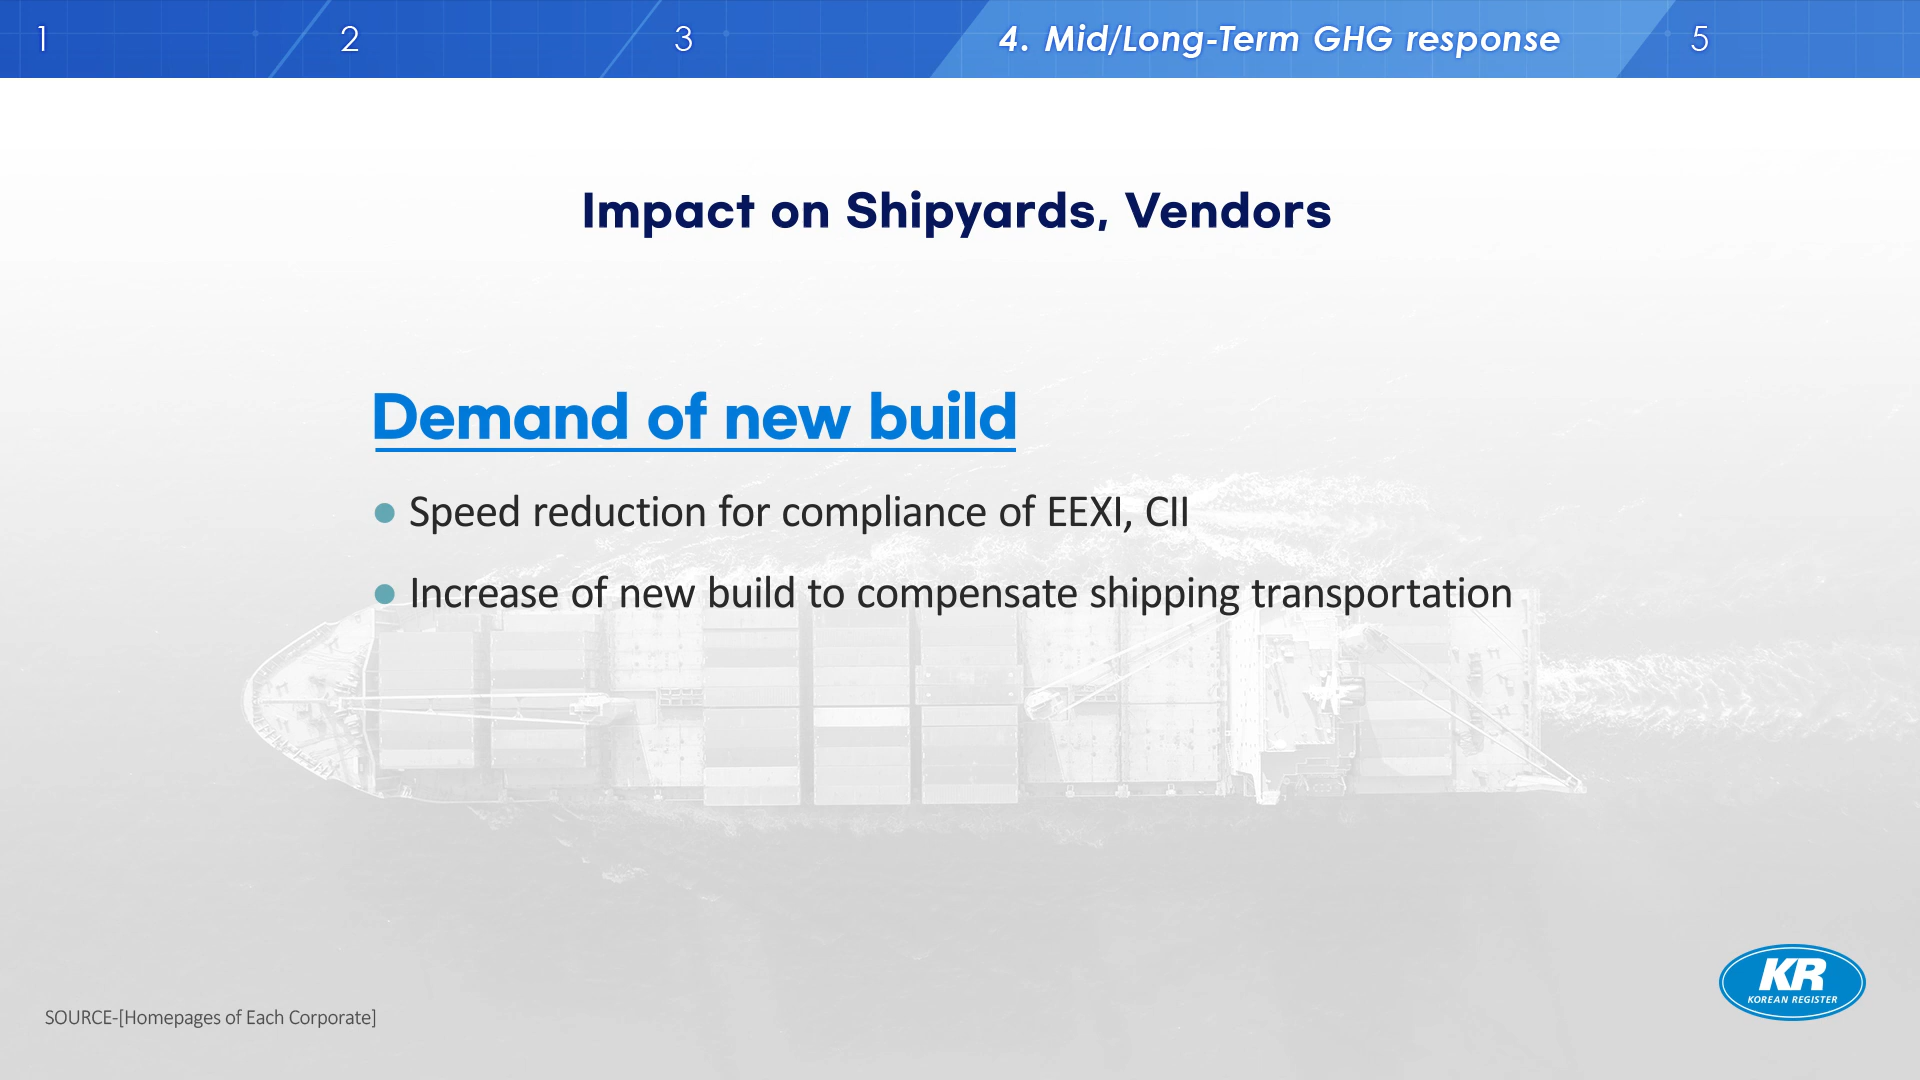 1
2
3
4. Mid/Long-Term GHG response
5
Impact on Shipyards, Vendors
Demand of new build
Speed reduction for compliance of EEXI, CII
Increase of new build to compensate shipping transportation
KR
KOREAN REGISTER
SOURCE-[Homepages of Each Corporate]